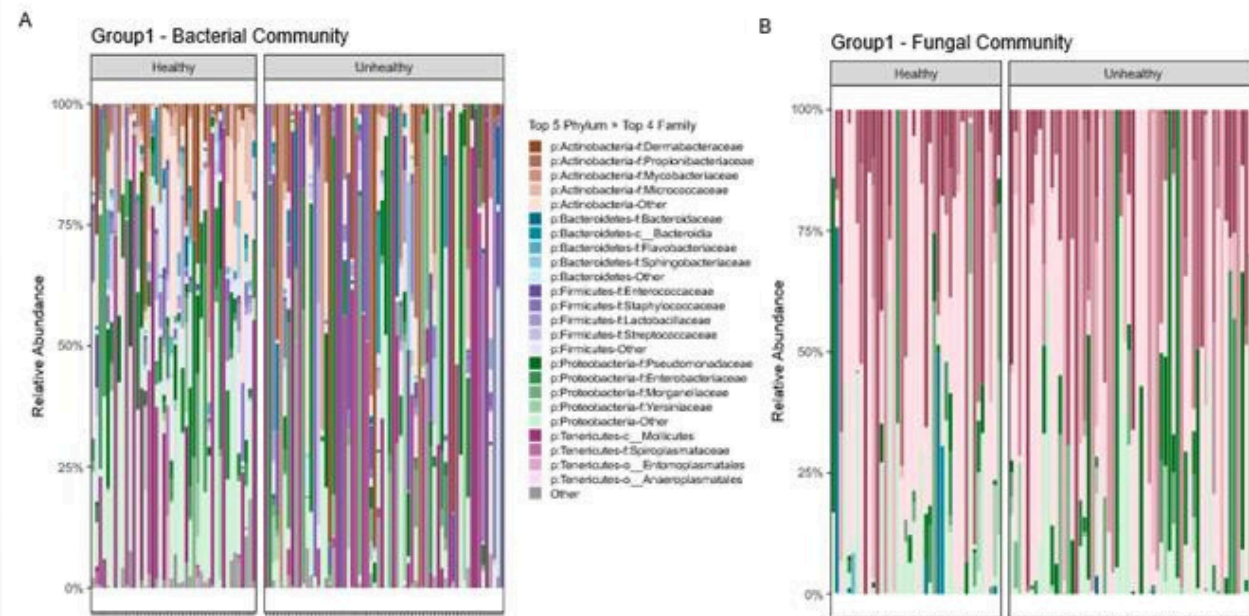 A
Group1 - Bacterial Community
Healthy
Unhealthy
100%
75%
50%
25%
0%
Relative Abundance
Top 5 Phylum > Top 4 Family
p:Actinobacteria-f:Dermabacteraceae
p:Actinobacteria-f:Propionibacteriaceae
p:Actinobacteria-f:Mycobacteriaceae
p:Actinobacteria-f:Micrococcaceae
p:Actinobacteria-Other
p:Bacteroidetes-f:Bacteroidaceae
p:Bacteroidetes-c__Bacteroidia
p:Bacteroidetes-f:Flavobacteriaceae
p:Bacteroidetes-f:Sphingobacteriaceae
p:Bacteroidetes-Other
p:Firmicutes-f:Enterococcaceae
p:Firmicutes-f:Staphylococcaceae
p:Firmicutes-f:Lactobacillaceae
p:Firmicutes-f:Streptococcaceae
p:Firmicutes-Other
p:Proteobacteria-f:Pseudomonadaceae
p:Proteobacteria-f:Enterobacteriaceae
p:Proteobacteria-f:Morganellaceae
p:Proteobacteria-f:Yersiniaceae
p:Proteobacteria-Other
p:Tenericutes-c__Mollicutes
p:Tenericutes-f:Spiroplasmataceae
p:Tenericutes-o__Entomoplasmatales
p:Tenericutes-o__Anaeroplasmatales
Other
B
Group1 - Fungal Community
Healthy
Unhealthy
100%
75%
50%
25%
0%
Relative Abundance